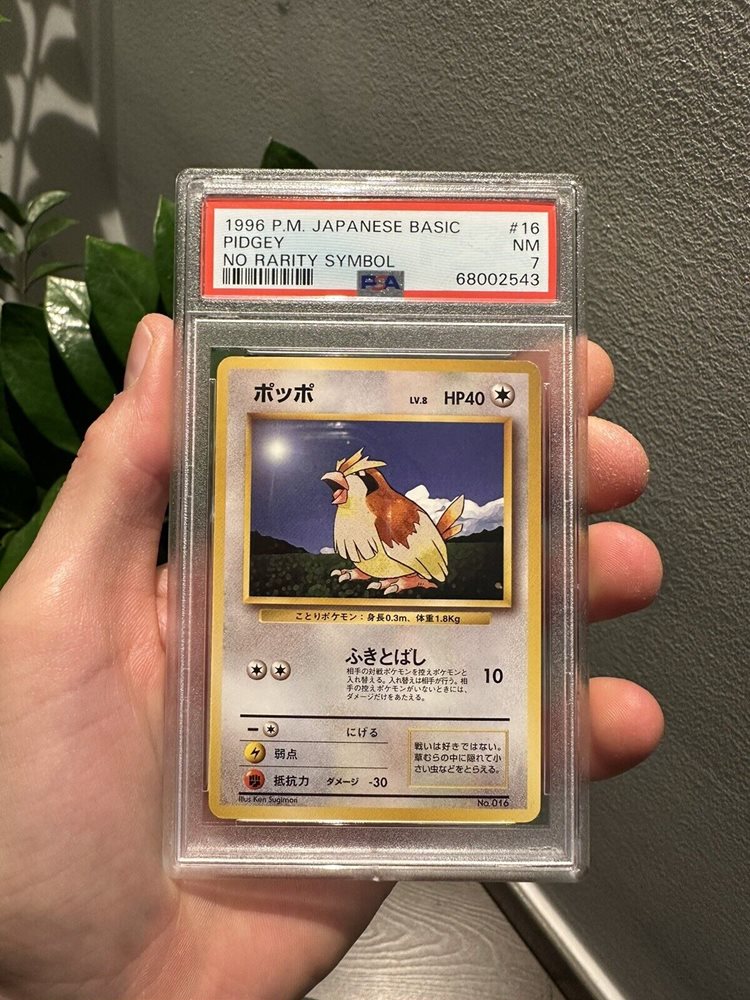 1996 P.M. JAPANESE BASIC #16
PIDGEY NM
NO RARITY SYMBOL 7
PSA 68002543
ポッポ LV.8 HP40
ことりポケモン：身長0.3m、体重1.8Kg
ふきとばし 10
相手の対戦ポケモンを控えポケモンと
入れ替える。入れ替えは相手が行う。相
手の控えポケモンがいないときには、
ダメージだけをあたえる。
にげる
弱点
抵抗力 ダメージ -30
戦いは好きではない。
草むらの中に隠れて小
さい虫などをとらえる。
Illus Ken Sugimori No.016